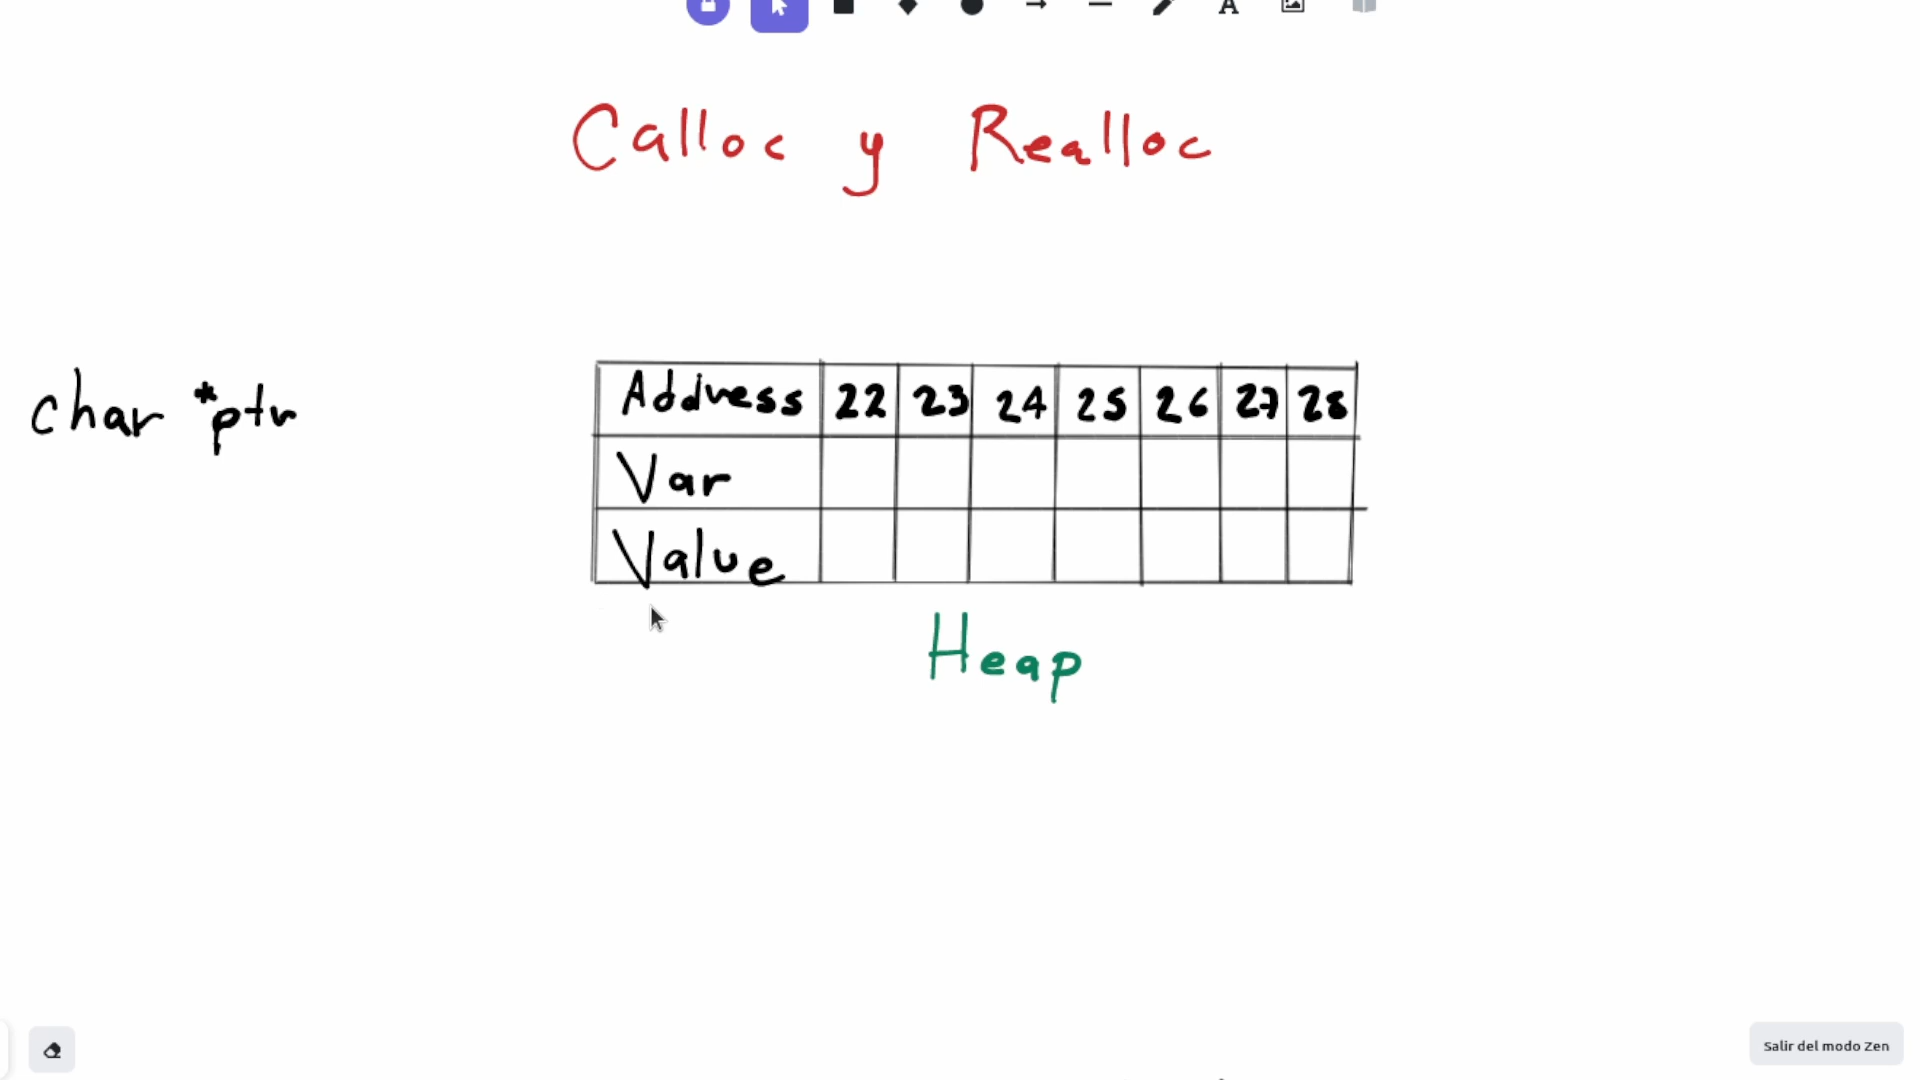 Calloc y Realloc
char *ptr
Address 22 23 24 25 26 27 28
Var
Value
Heap
Salir del modo Zen